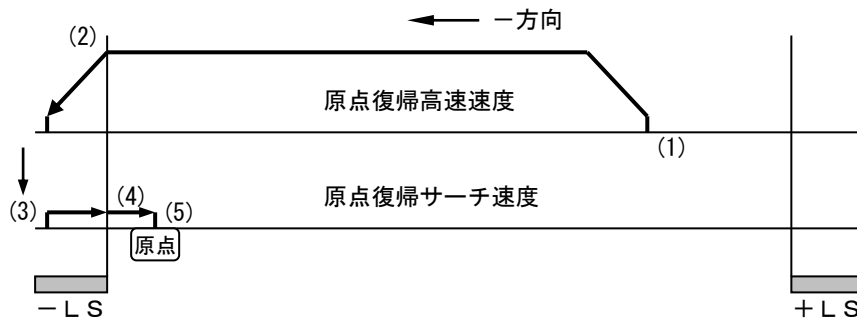 (2)
－方向
原点復帰高速速度
(1)
(3)
(4)
(5)
原点復帰サーチ速度
原点
－ＬＳ
＋ＬＳ